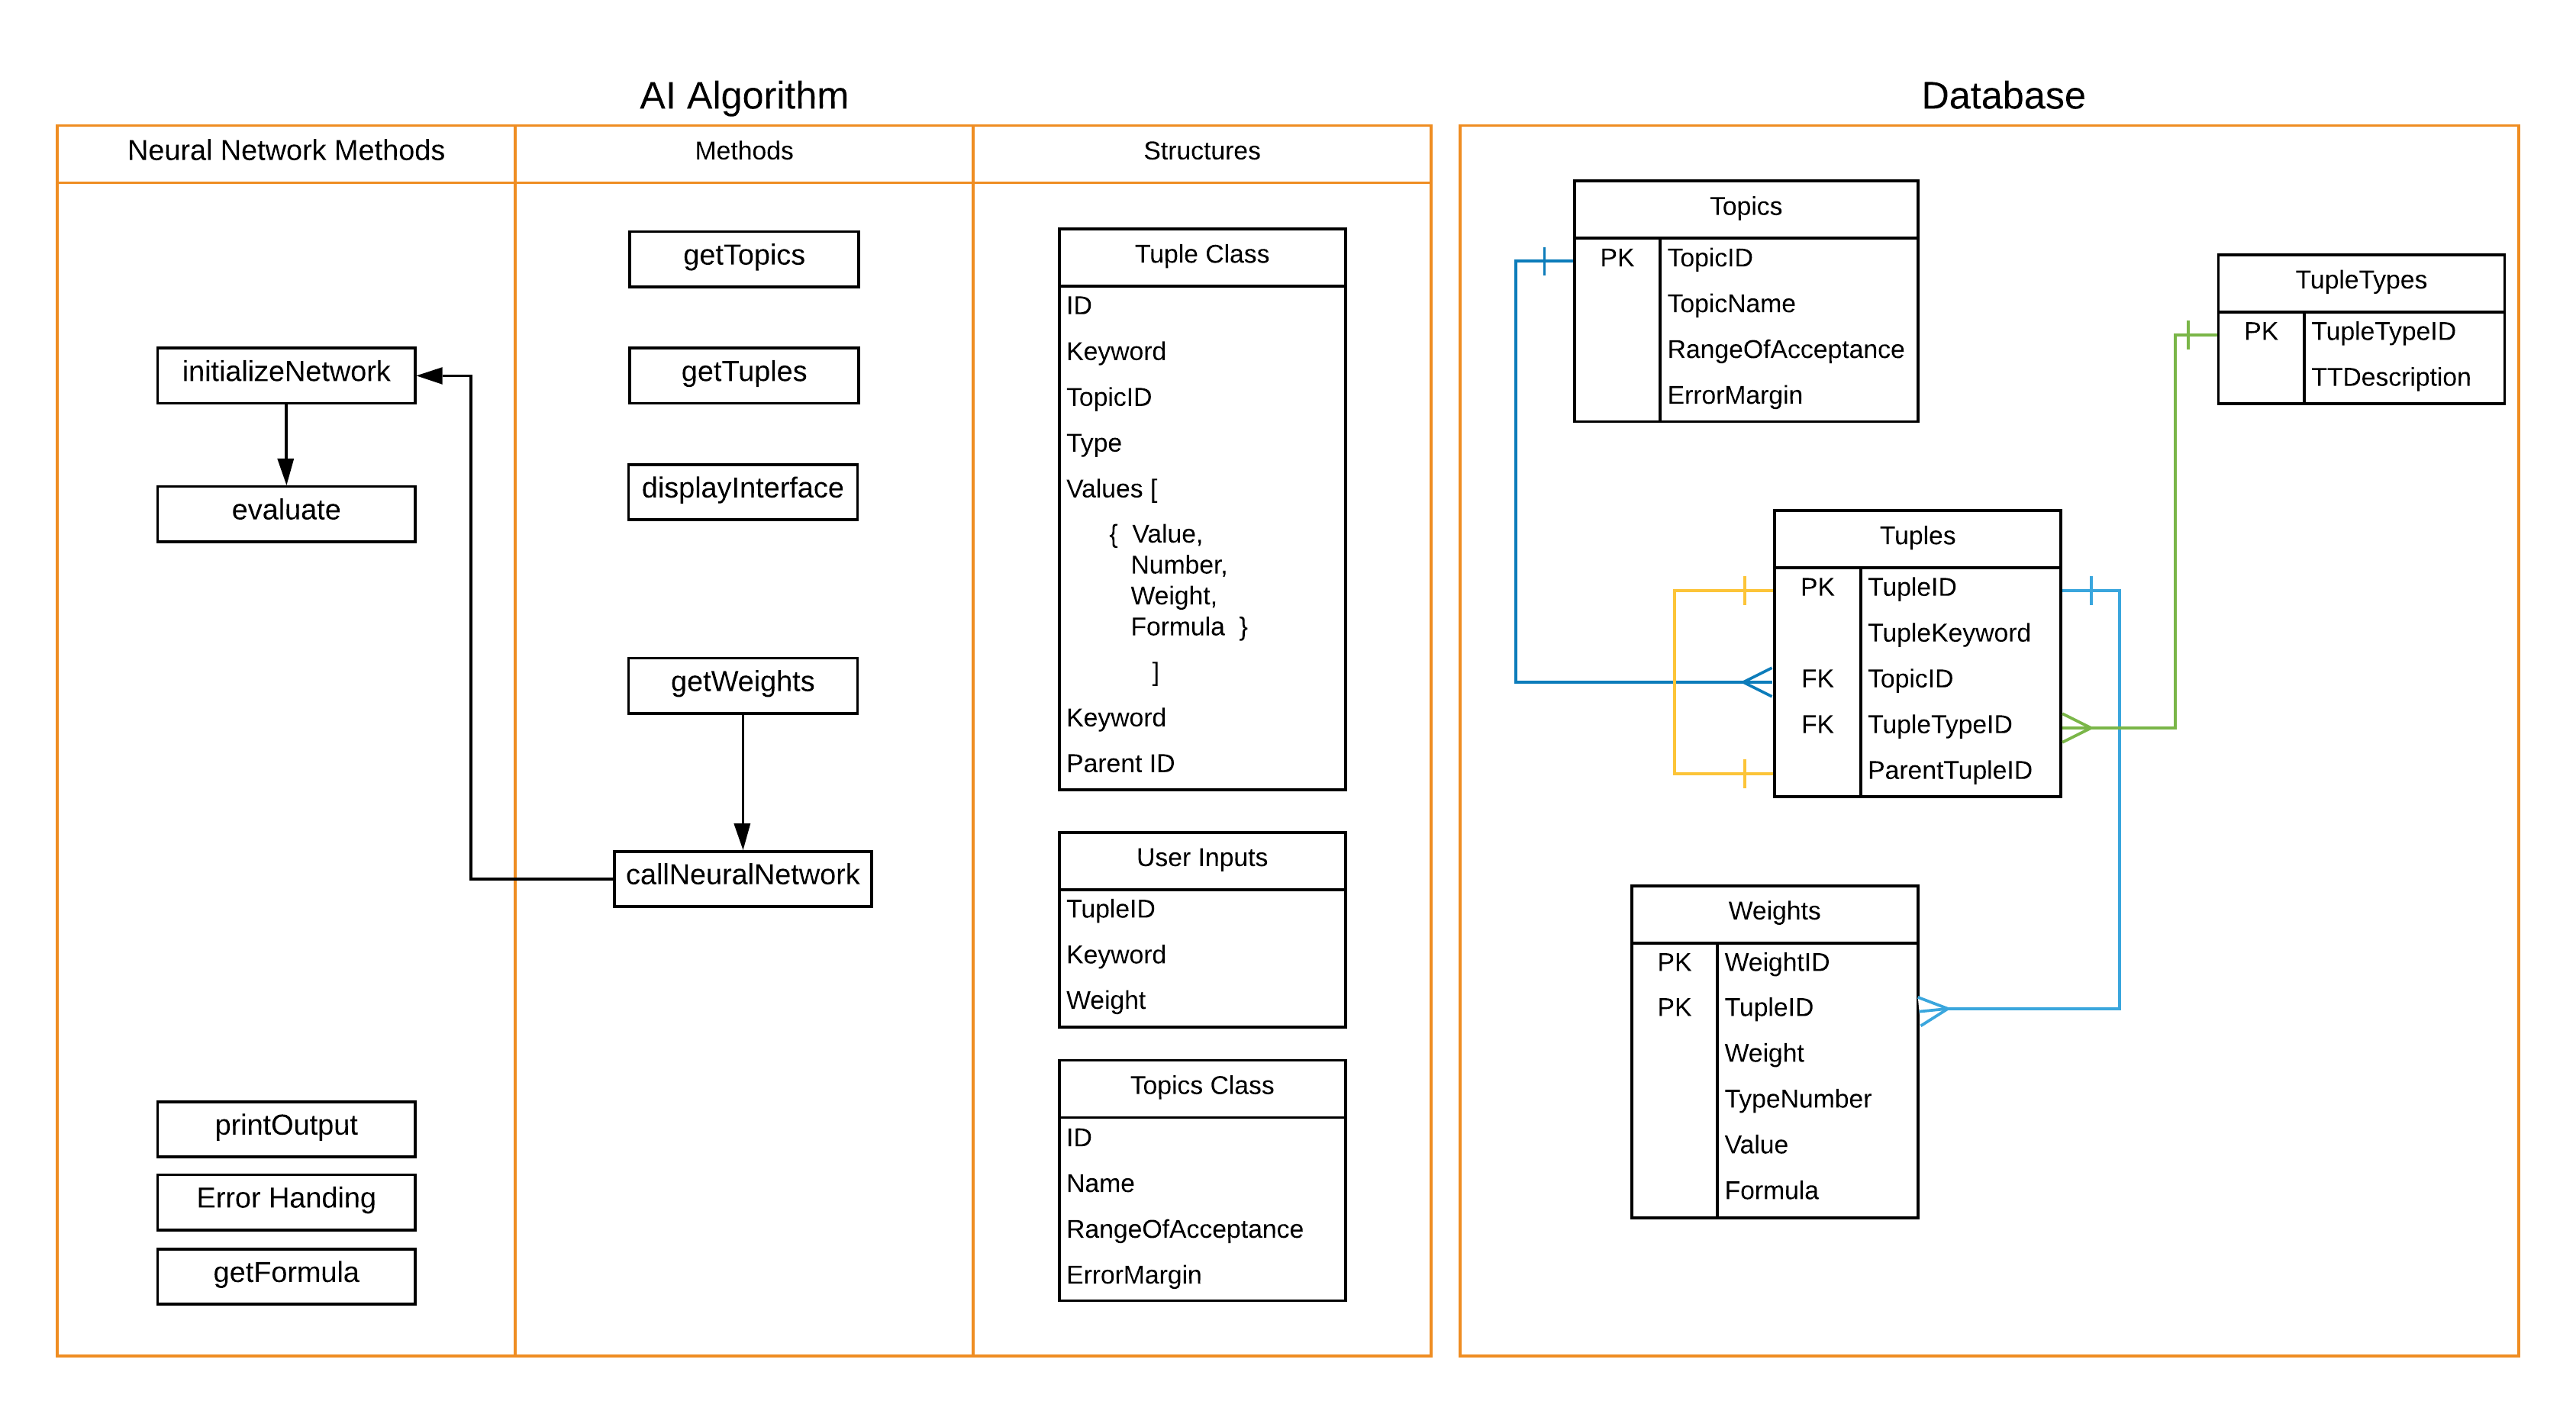 AI Algorithm
Neural Network Methods
Methods
Structures
initializeNetwork
evaluate
printOutput
Error Handing
getFormula
getTopics
getTuples
displayInterface
getWeights
callNeuralNetwork
Tuple Class
ID
Keyword
TopicID
Type
Values [
{ Value,
Number,
Weight,
Formula }
]
Keyword
Parent ID
User Inputs
TupleID
Keyword
Weight
Topics Class
ID
Name
RangeOfAcceptance
ErrorMargin
Database
Topics
PK TopicID
TopicName
RangeOfAcceptance
ErrorMargin
TupleTypes
PK TupleTypeID
TTDescription
Tuples
PK TupleID
TupleKeyword
FK TopicID
FK TupleTypeID
ParentTupleID
Weights
PK WeightID
PK TupleID
Weight
TypeNumber
Value
Formula